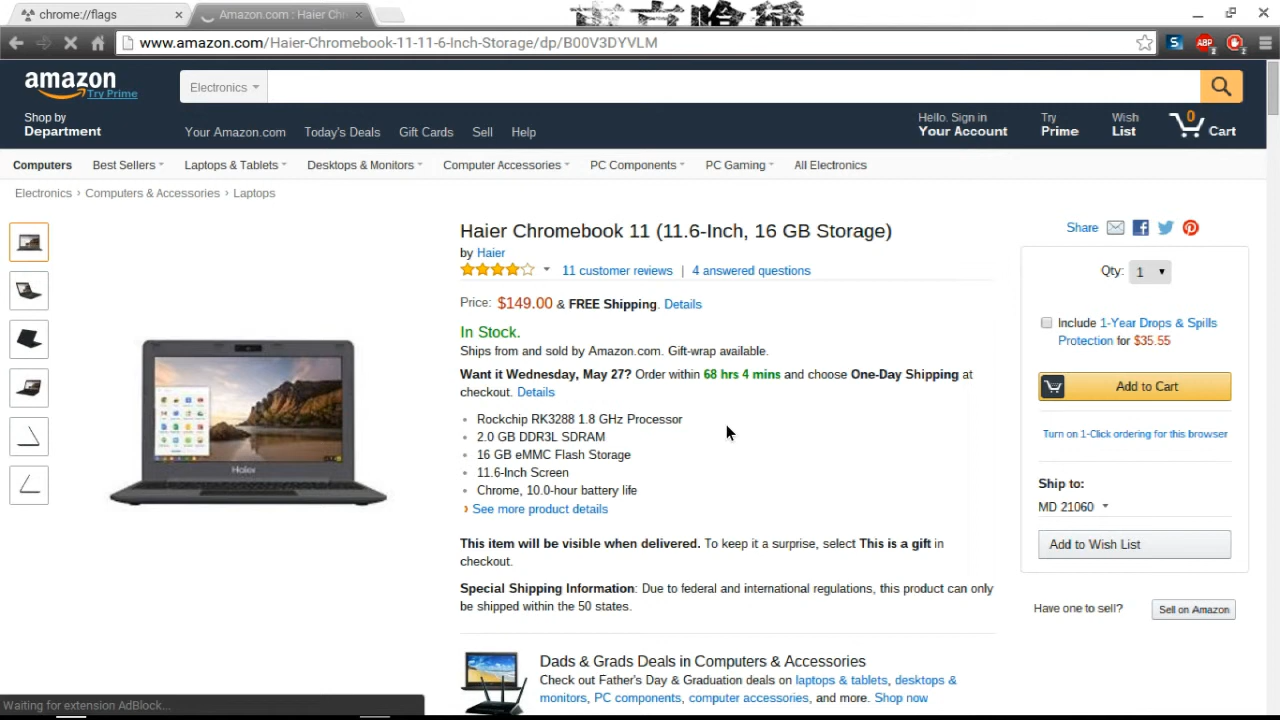 chrome://flags
Amazon.com : Haier Chr
東京喰種
www.amazon.com/Haier-Chromebook-11-11-6-Inch-Storage/dp/B00V3DYVLM
S
ABP
2
2
amazon
Try Prime
Electronics
Shop by
Department
Your Amazon.com
Today's Deals
Gift Cards
Sell
Help
Hello. Sign in
Your Account
Try
Prime
Wish
List
0
Cart
Computers
Best Sellers
Laptops & Tablets
Desktops & Monitors
Computer Accessories
PC Components
PC Gaming
All Electronics
Electronics › Computers & Accessories › Laptops
Haier Chromebook 11 (11.6-Inch, 16 GB Storage)
by Haier
11 customer reviews | 4 answered questions
Price: $149.00 & FREE Shipping. Details
In Stock.
Ships from and sold by Amazon.com. Gift-wrap available.
Want it Wednesday, May 27? Order within 68 hrs 4 mins and choose One-Day Shipping at
checkout. Details
Rockchip RK3288 1.8 GHz Processor
2.0 GB DDR3L SDRAM
16 GB eMMC Flash Storage
11.6-Inch Screen
Chrome, 10.0-hour battery life
› See more product details
This item will be visible when delivered. To keep it a surprise, select This is a gift in
checkout.
Special Shipping Information: Due to federal and international regulations, this product can only
be shipped within the 50 states.
Dads & Grads Deals in Computers & Accessories
Check out Father's Day & Graduation deals on laptops & tablets, desktops &
monitors, PC components, computer accessories, and more. Shop now
Haier
Share
Qty: 1
Include 1-Year Drops & Spills
Protection for $35.55
Add to Cart
Turn on 1-Click ordering for this browser
Ship to:
MD 21060
Add to Wish List
Have one to sell?
Sell on Amazon
Waiting for extension AdBlock...